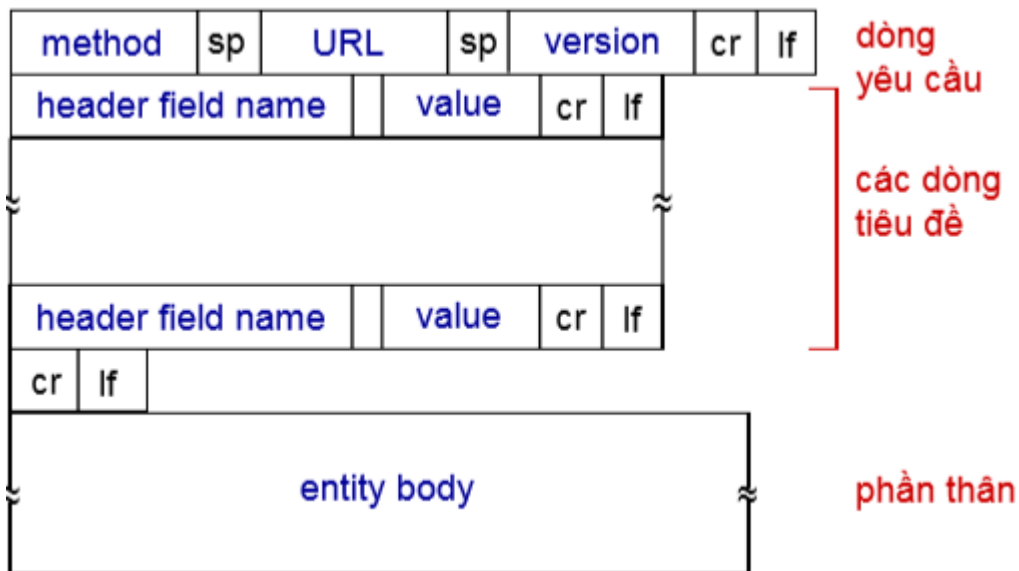 method sp URL sp version cr lf
dòng
yêu cầu
header field name value cr lf
các dòng
tiêu đề
header field name value cr lf
cr lf
entity body
phần thân